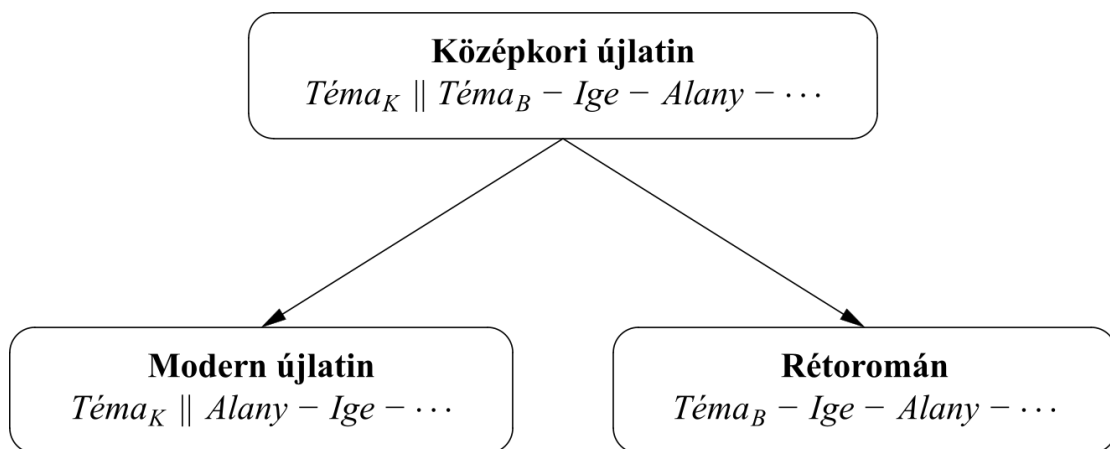 Középkori újlatin
Téma_K ∥ Téma_B − Ige − Alany − ⋯
Modern újlatin
Téma_K ∥ Alany − Ige − ⋯
Rétoromán
Téma_B − Ige − Alany − ⋯